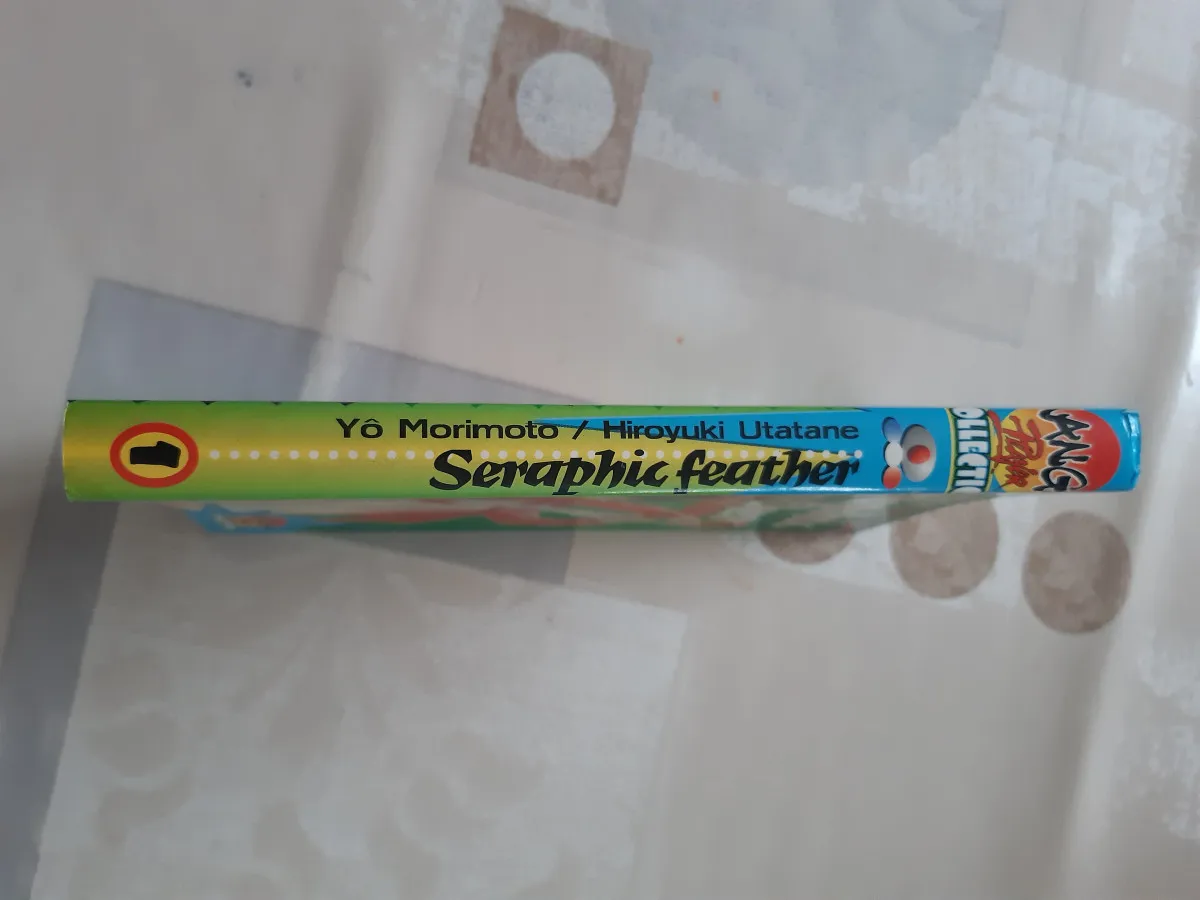 1
Yô Morimoto / Hiroyuki Utatane
Seraphic feather